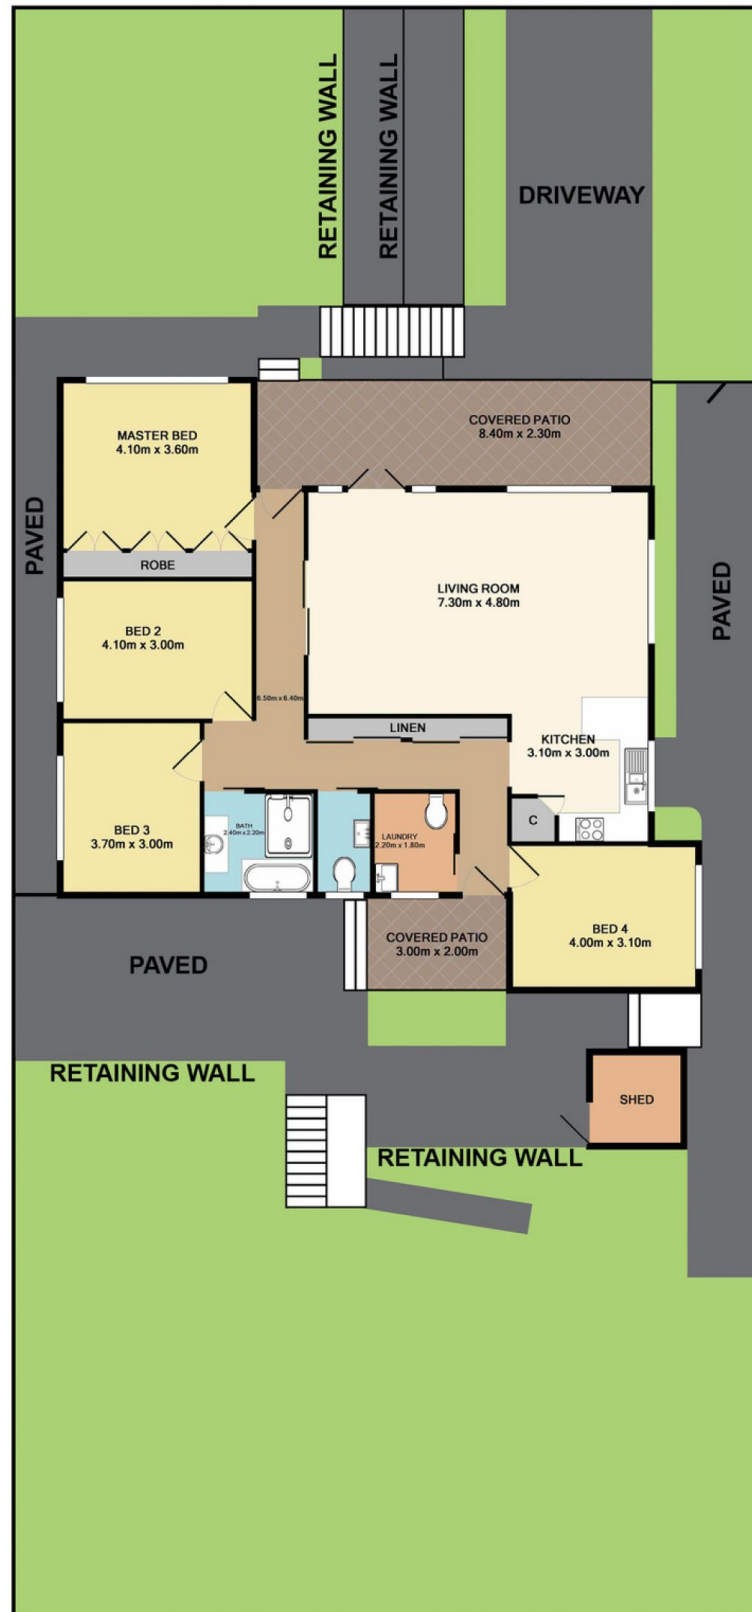 RETAINING WALL
RETAINING WALL
DRIVEWAY
COVERED PATIO
8.40m x 2.30m
MASTER BED
4.10m x 3.60m
PAVED
ROBE
LIVING ROOM
7.30m x 4.80m
PAVED
BED 2
4.10m x 3.00m
6.50m x 6.40m
LINEN
KITCHEN
3.10m x 3.00m
BED 3
3.70m x 3.00m
BATH
2.40m x 2.20m
LAUNDRY
2.20m x 1.80m
C
COVERED PATIO
3.00m x 2.00m
BED 4
4.00m x 3.10m
PAVED
RETAINING WALL
SHED
RETAINING WALL